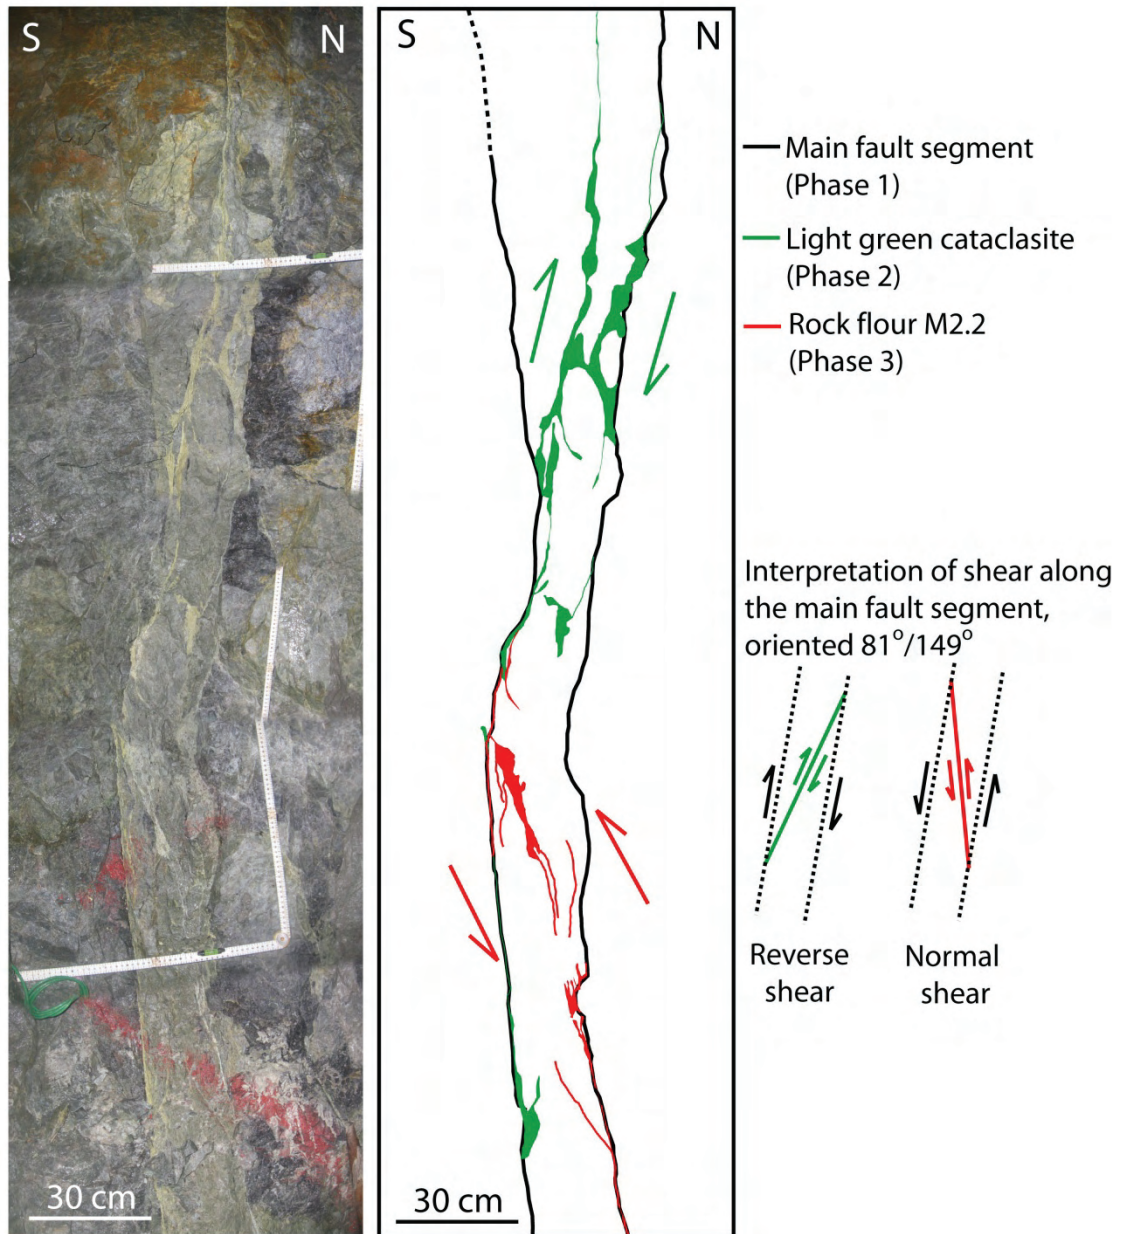 S N
S N
Main fault segment
(Phase 1)
Light green cataclasite
(Phase 2)
Rock flour M2.2
(Phase 3)
Interpretation of shear along
the main fault segment,
oriented 81°/149°
Reverse
shear
Normal
shear
30 cm
30 cm